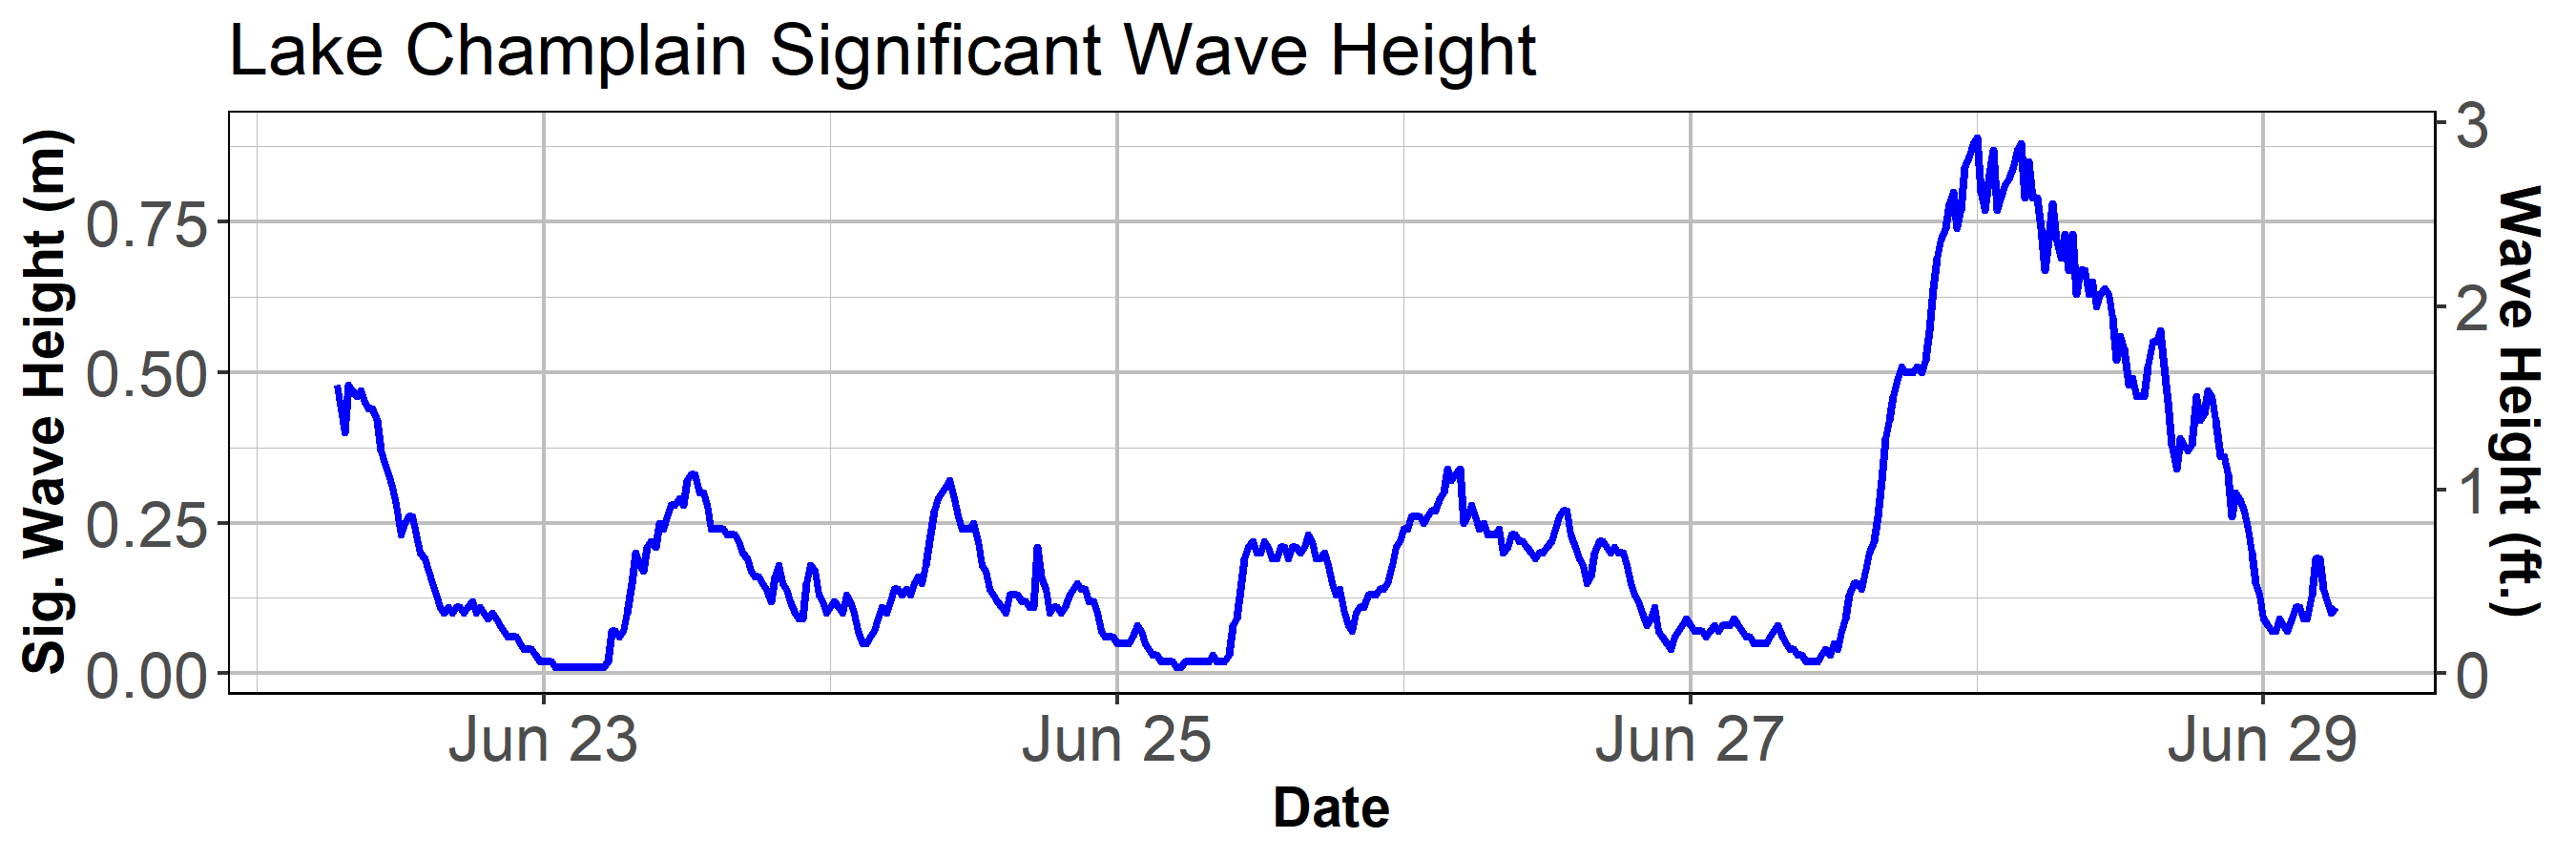 Lake Champlain Significant Wave Height
Sig. Wave Height (m)
0.75
0.50
0.25
0.00
3
2
1
0
Wave Height (ft.)
Jun 23 Jun 25 Jun 27 Jun 29
Date